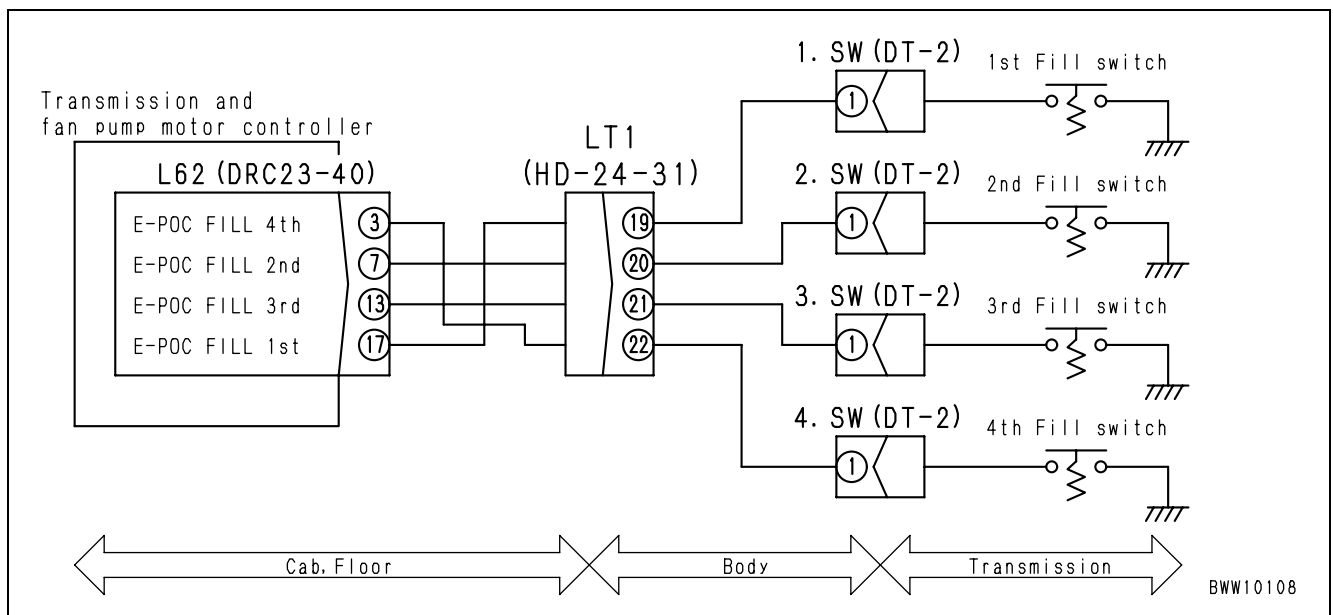 Transmission and
fan pump motor controller
L62 (DRC23-40)
E-POC FILL 4th
3
E-POC FILL 2nd
7
E-POC FILL 3rd
13
E-POC FILL 1st
17
LT1
(HD-24-31)
19
20
21
22
1. SW (DT-2)
1
1st Fill switch
2. SW (DT-2)
1
2nd Fill switch
3. SW (DT-2)
1
3rd Fill switch
4. SW (DT-2)
1
4th Fill switch
Cab, Floor
Body
Transmission
BWW10108